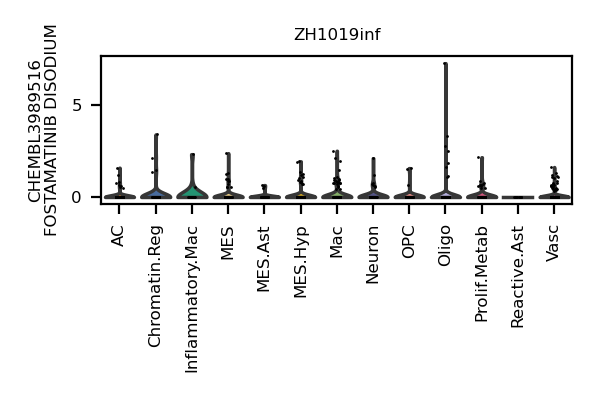 ZH1019inf
CHEMBL3989516
FOSTAMATINIB DISODIUM
5
0
AC
Chromatin.Reg
Inflammatory.Mac
MES
MES.Ast
MES.Hyp
Mac
Neuron
OPC
Oligo
Prolif.Metab
Reactive.Ast
Vasc